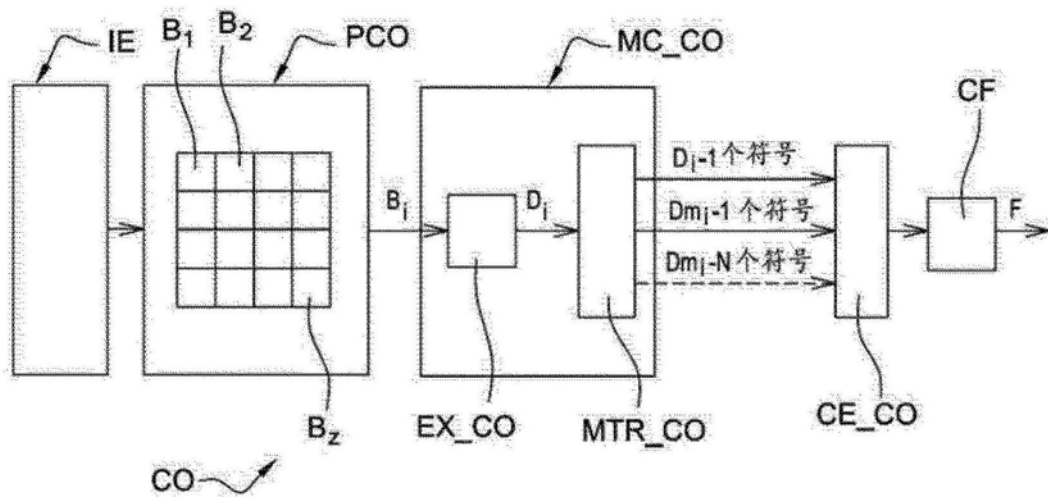 IE
B₁
B₂
PCO
MC_CO
CF
Dᵢ-1个符号
Bᵢ
Dᵢ
Dmᵢ-1个符号
F
Dmᵢ-N个符号
B_z
EX_CO
MTR_CO
CE_CO
CO